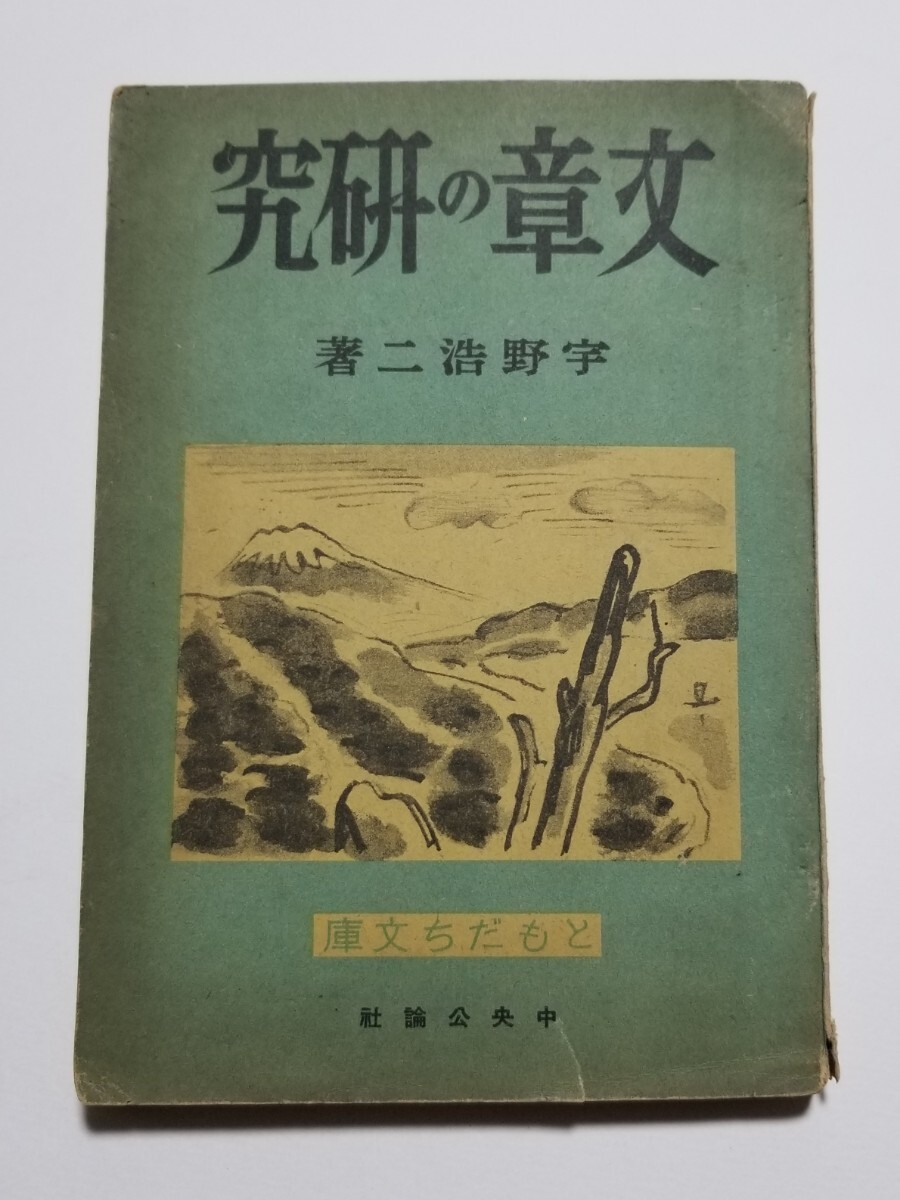 文章の研究
宇野浩二著
ともだち文庫
中央公論社